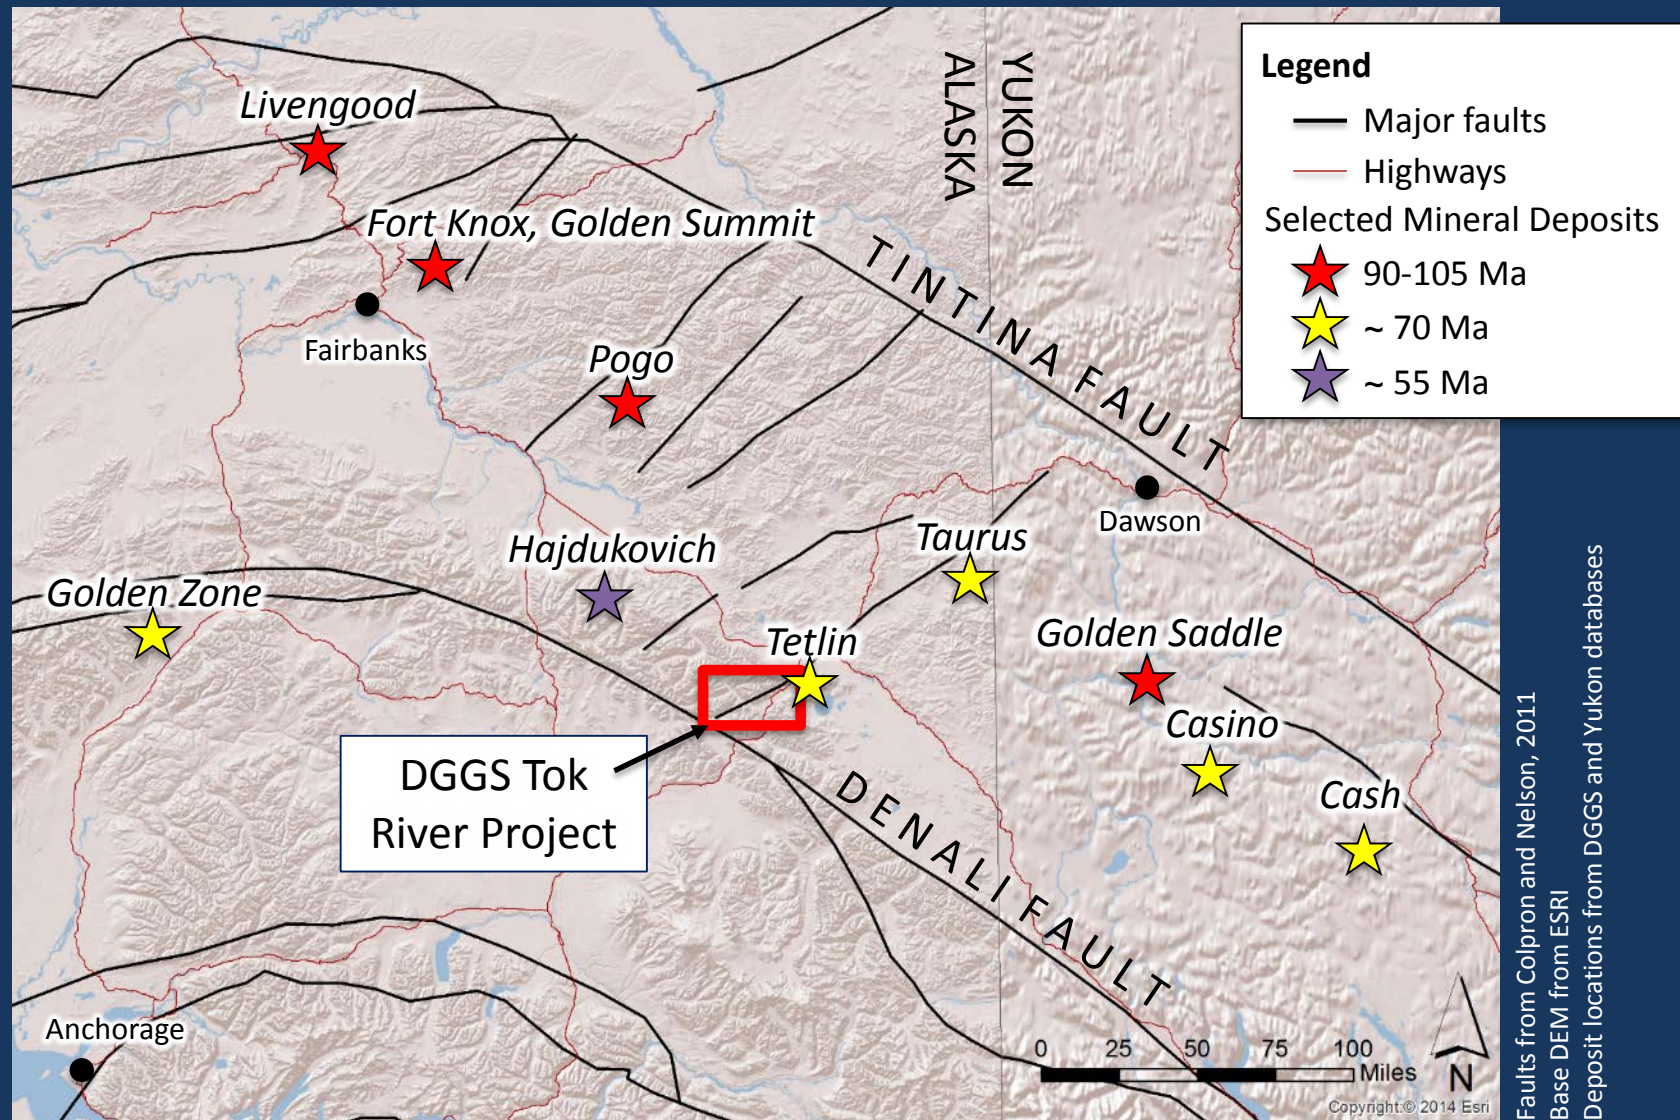 Legend
Major faults
Highways
Selected Mineral Deposits
90-105 Ma
~ 70 Ma
~ 55 Ma
ALASKA
YUKON
Livengood
Fort Knox, Golden Summit
Fairbanks
Pogo
TINTINA FAULT
Dawson
Hajdukovich
Taurus
Golden Zone
Tetlin
Golden Saddle
Casino
Cash
DGGS Tok
River Project
DENALI FAULT
Anchorage
0 25 50 75 100
Miles
N
Copyright:© 2014 Esri
Faults from Colpron and Nelson, 2011
Base DEM from ESRI
Deposit locations from DGGS and Yukon databases